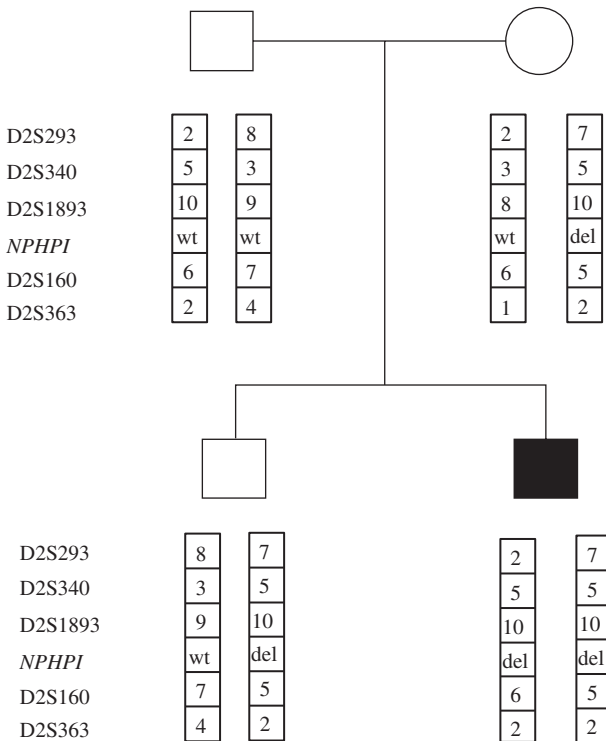 D2S293 2 8 2 7
D2S340 5 3 3 5
D2S1893 10 9 8 10
NPHPI wt wt wt del
D2S160 6 7 6 5
D2S363 2 4 1 2
D2S293 8 7 2 7
D2S340 3 5 5 5
D2S1893 9 10 10 10
NPHPI wt del del del
D2S160 7 5 6 5
D2S363 4 2 2 2